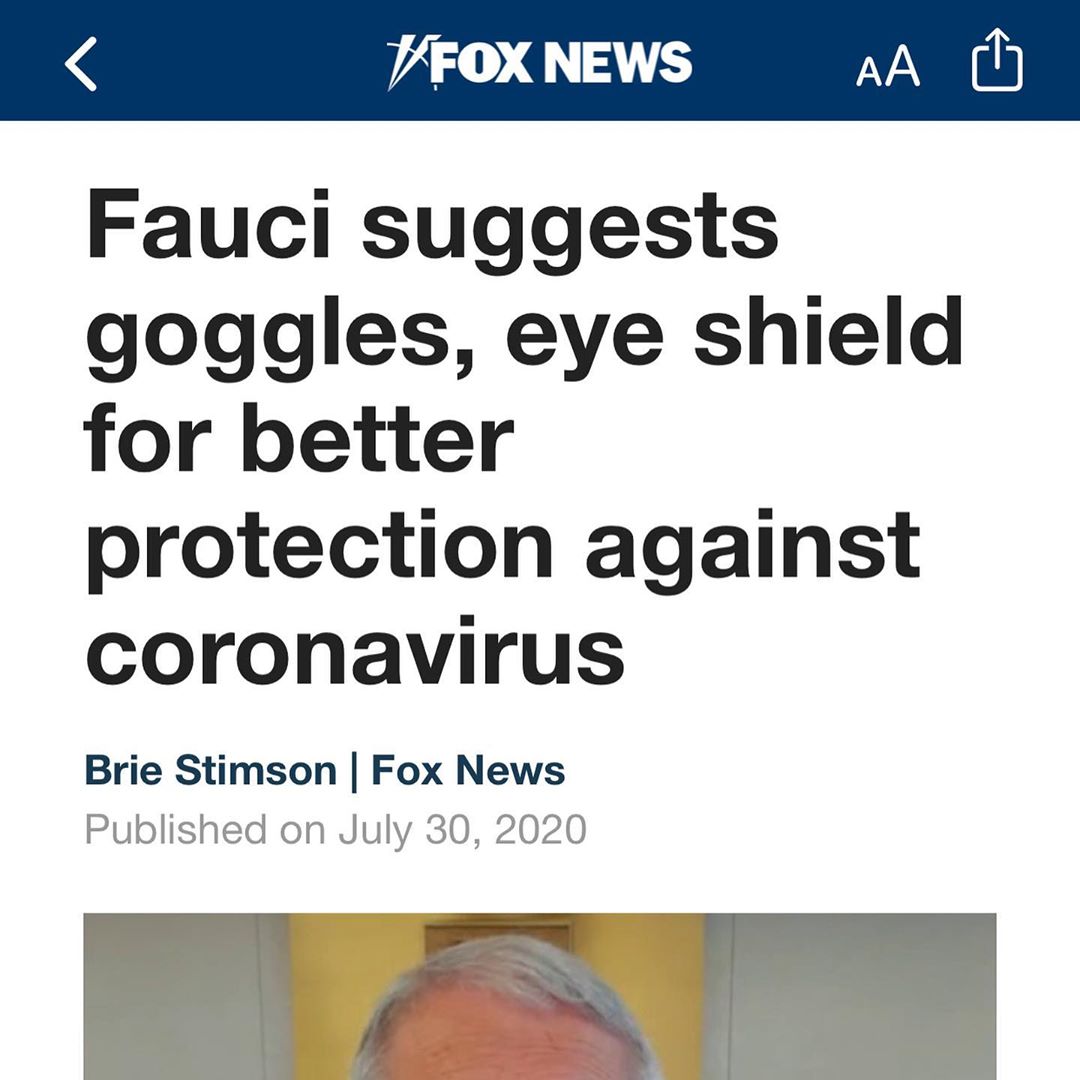 FOX NEWS
AA
Fauci suggests
goggles, eye shield
for better
protection against
coronavirus
Brie Stimson | Fox News
Published on July 30, 2020